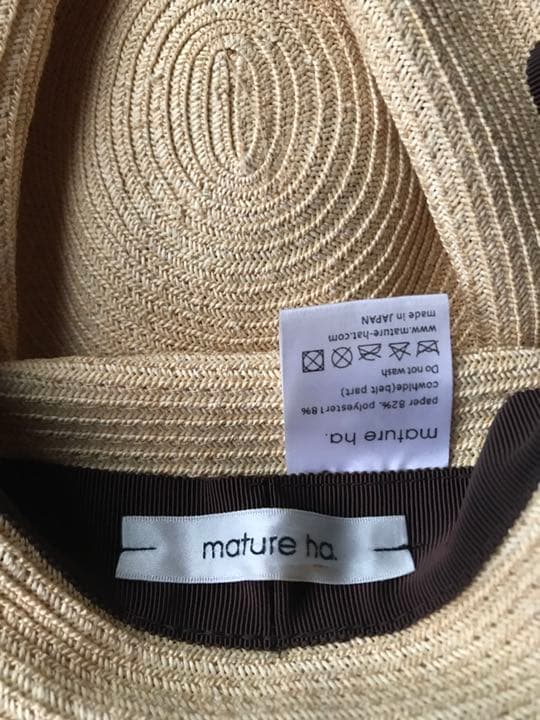 mature ha.
paper 82%, polyester18%
cowhide(belt part)
Do not wash
www.mature-hat.com
made in JAPAN
mature ha.